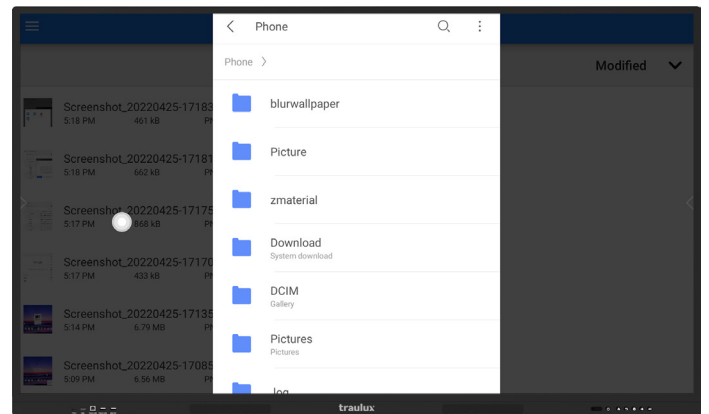 Phone
Phone
Modified
blurwallpaper
Picture
zmaterial
Download
System download
DCIM
Gallery
Pictures
Pictures
log
Screenshot_20220425-17183
5:18 PM 461 kB
Screenshot_20220425-17181
5:18 PM 662 kB
Screenshot_20220425-17175
5:17 PM 868 kB
Screenshot_20220425-17170
5:17 PM 433 kB
Screenshot_20220425-17135
5:14 PM 6.79 MB
Screenshot_20220425-17085
5:09 PM 6.56 MB
traulux